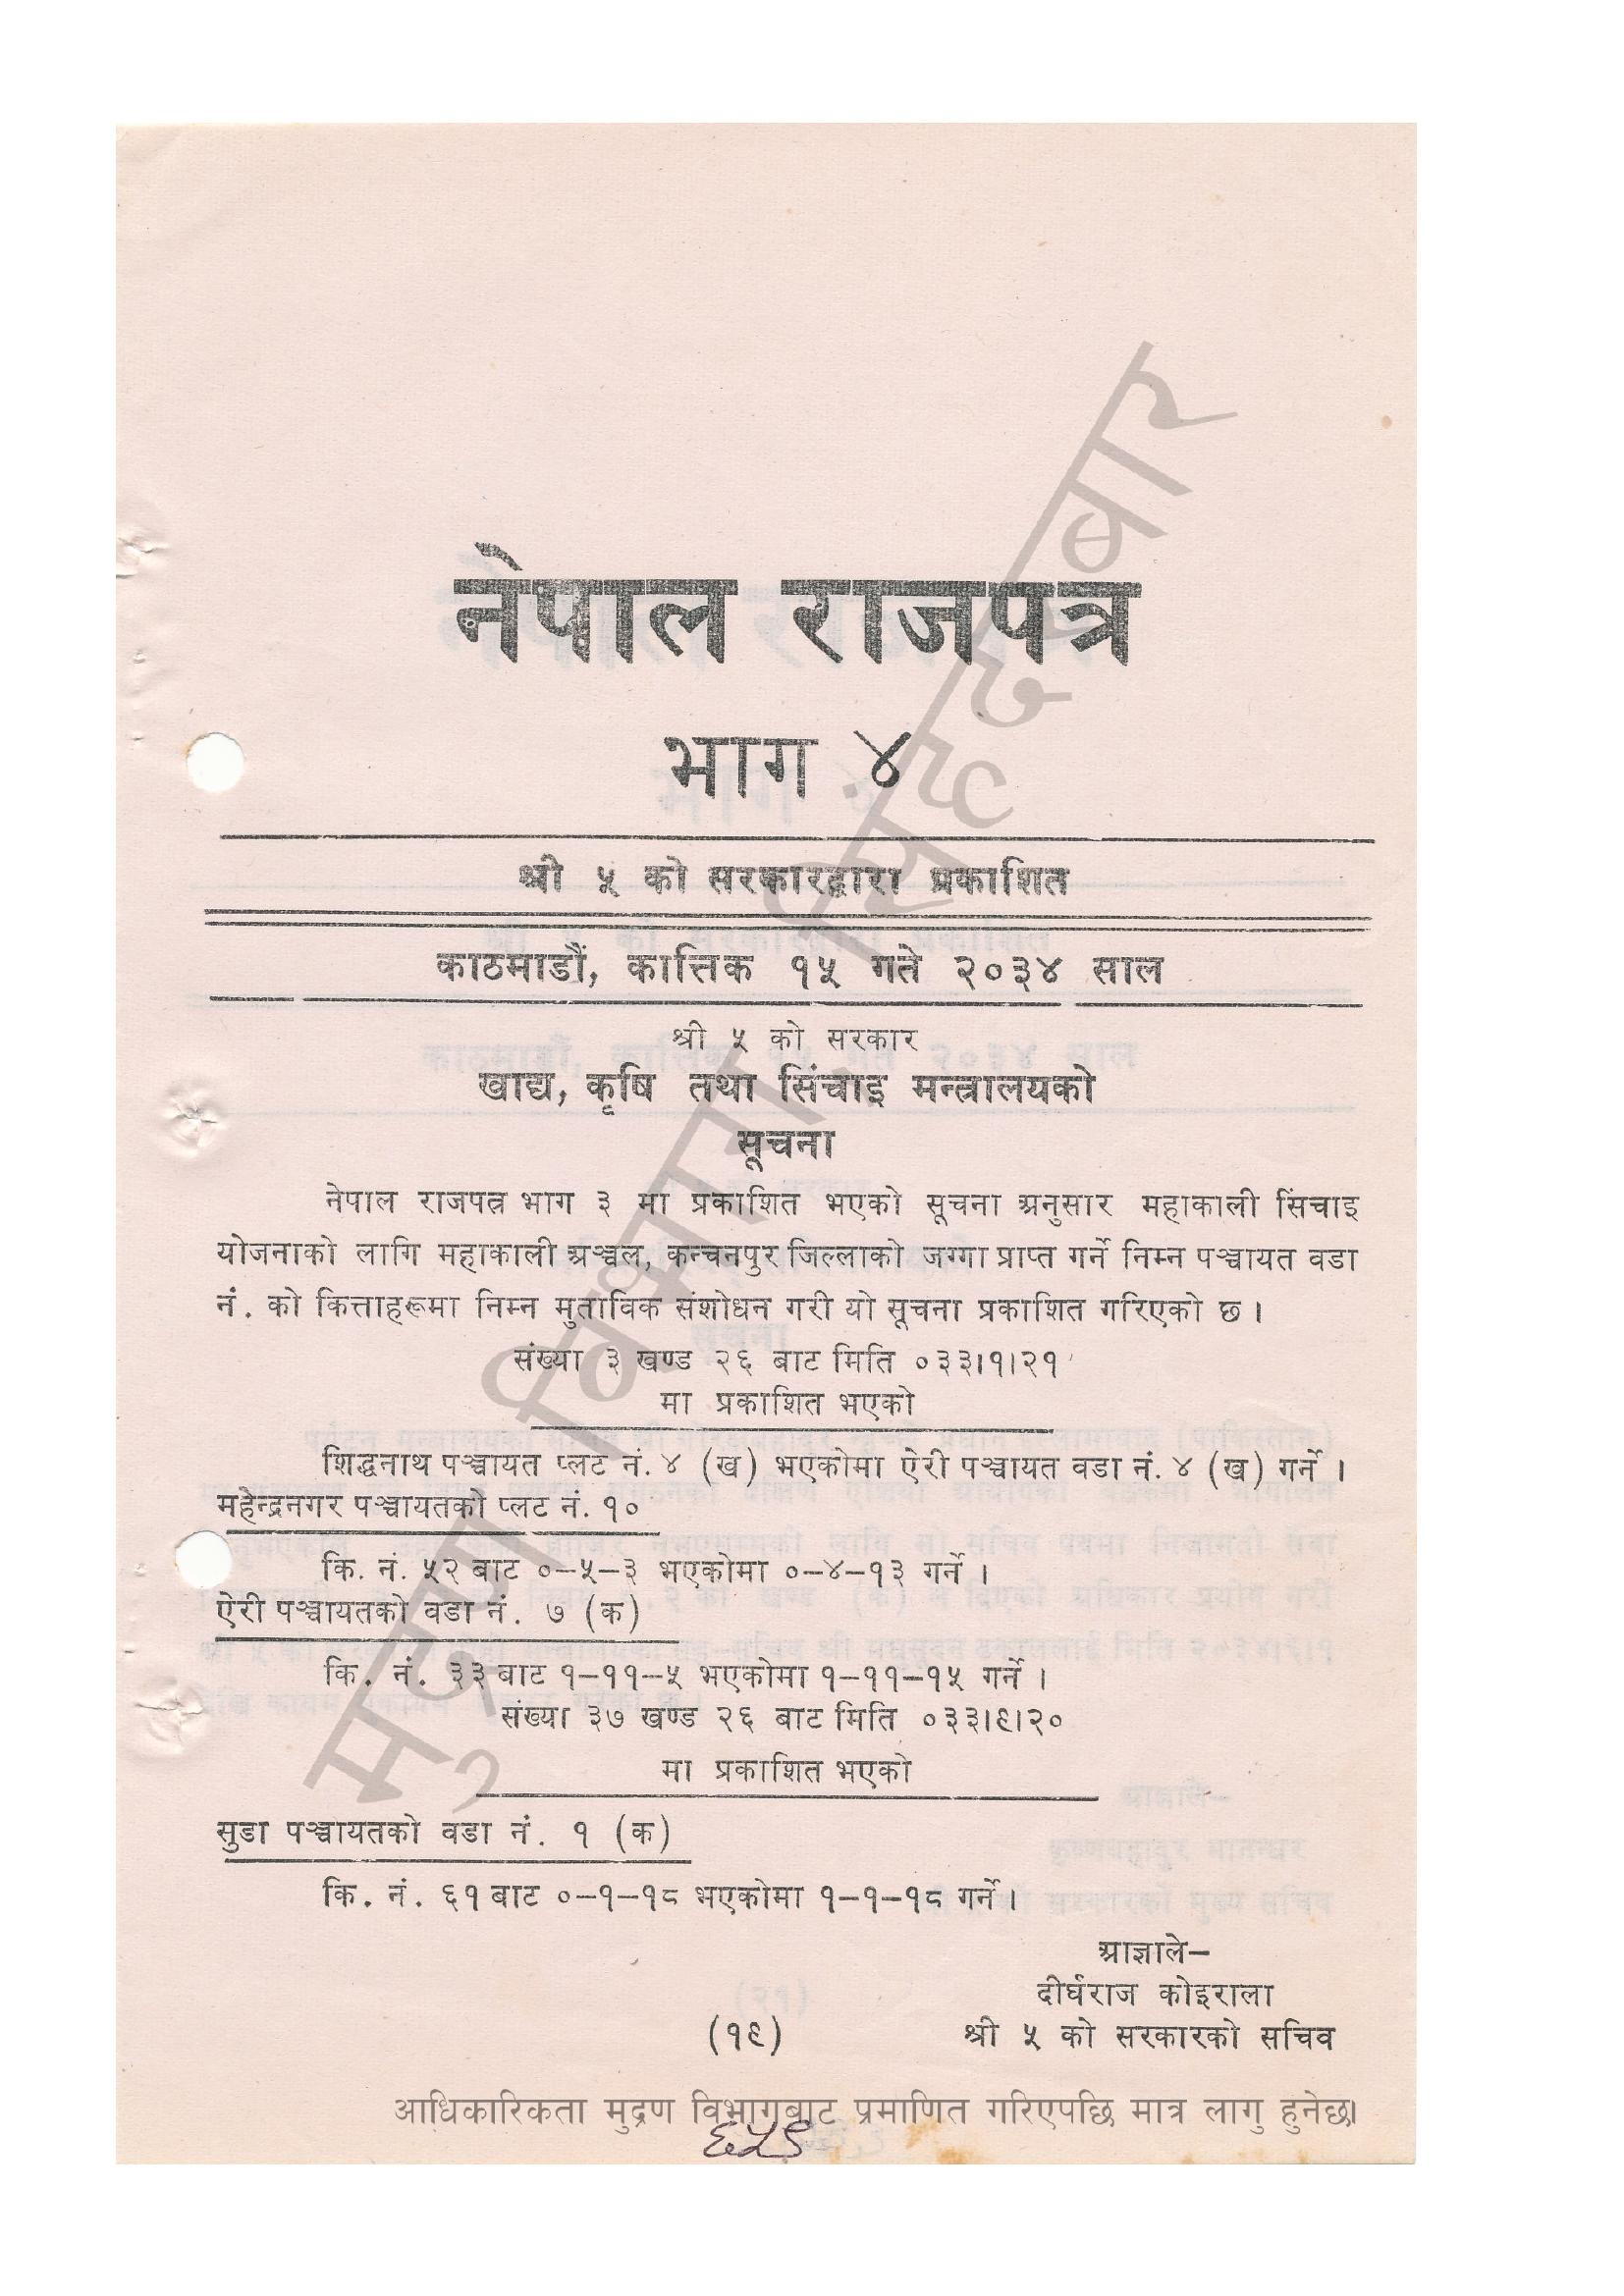 नेपाल राजपत्र
भाग ४
श्री ५ को सरकारद्वारा प्रकाशित
काठमाडौं, कात्तिक १५ गते २०३४ साल
श्री ५ को सरकार
खाद्य, कृषि तथा सिंचाइ मन्त्रालयको
सूचना
नेपाल राजपत्र भाग ३ मा प्रकाशित भएको सूचना अनुसार महाकाली सिंचाइ
योजनाको लागि महाकाली अञ्चल, कन्चनपुर जिल्लाको जग्गा प्राप्त गर्ने निम्न पञ्चायत वडा
नं. को कित्ताहरूमा निम्न मुताविक संशोधन गरी यो सूचना प्रकाशित गरिएको छ ।
संख्या ३ खण्ड २६ बाट मिति ०३३।१।२१
मा प्रकाशित भएको
शिद्धनाथ पञ्चायत प्लट नं. ४ (ख) भएकोमा ऐरी पञ्चायत वडा नं. ४ (ख) गर्ने ।
महेन्द्रनगर पञ्चायतको प्लट नं. १०
कि. नं. ५२ बाट ०–५–३ भएकोमा ०–४–१३ गर्ने ।
ऐरी पञ्चायतको वडा नं. ७ (क)
कि. नं. ३३ बाट १–११–५ भएकोमा १–११–१५ गर्ने ।
संख्या ३७ खण्ड २६ बाट मिति ०३३।९।२०
मा प्रकाशित भएको
सुडा पञ्चायतको वडा नं. १ (क)
कि. नं. ६१ बाट ०–१–१८ भएकोमा १–१–१८ गर्ने ।
आज्ञाले–
दीर्घराज कोइराला
श्री ५ को सरकारको सचिव
(१९)
आधिकारिकता मुद्रण विभागबाट प्रमाणित गरिएपछि मात्र लागु हुनेछ।
६५९